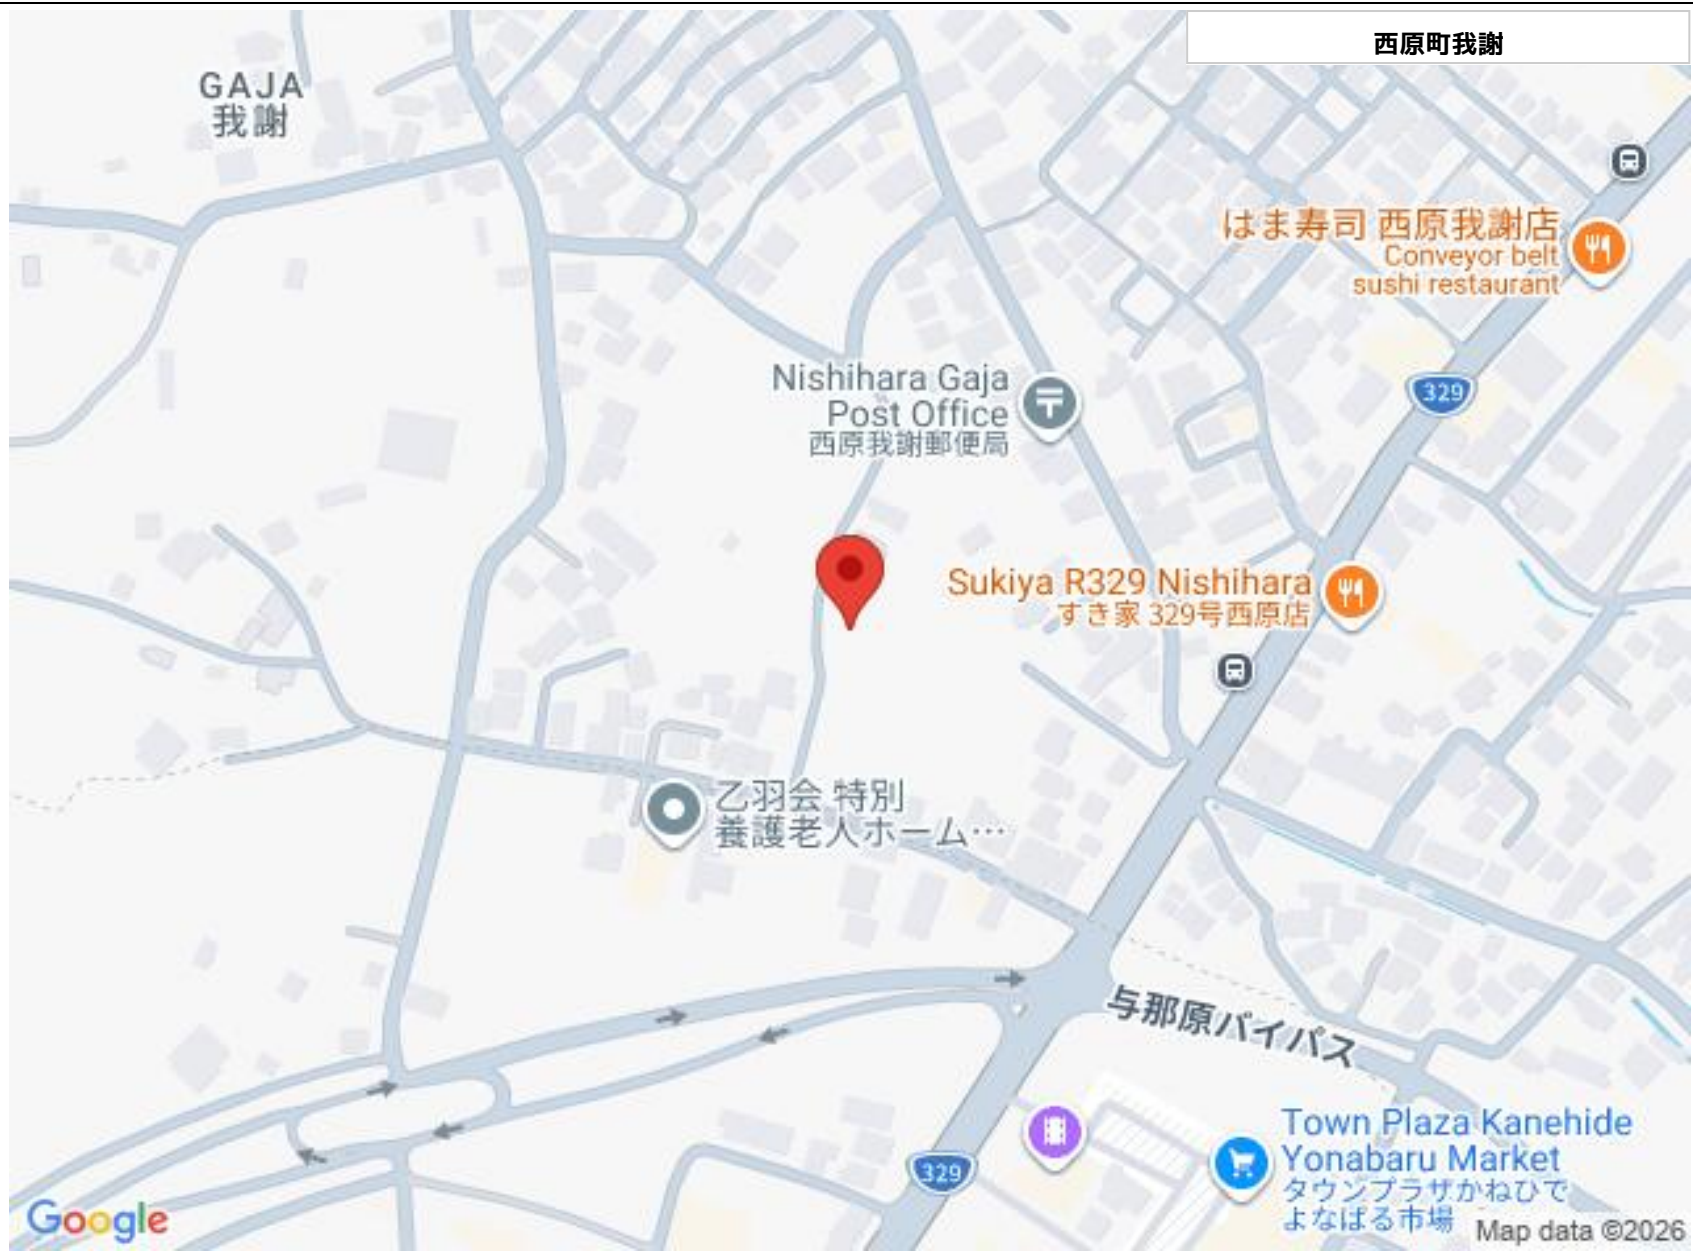 西原町我謝
GAJA
我謝
はま寿司 西原我謝店
Conveyor belt
sushi restaurant
Nishihara Gaja
Post Office
西原我謝郵便局
329
Sukiya R329 Nishihara
すき家 329号西原店
乙羽会 特別
養護老人ホーム…
与那原バイパス
Town Plaza Kanehide
Yonabaru Market
タウンプラザかねひで
よなばる市場
329
Google
Map data ©2026